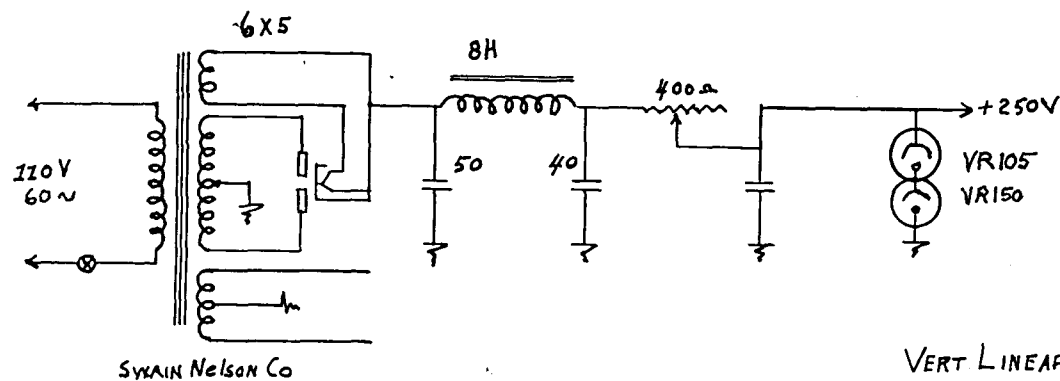 6X5
8H
400Ω
+250V
110V
60~
50
40
VR105
VR150
SWAIN NELSON CO
VERT LINEAR